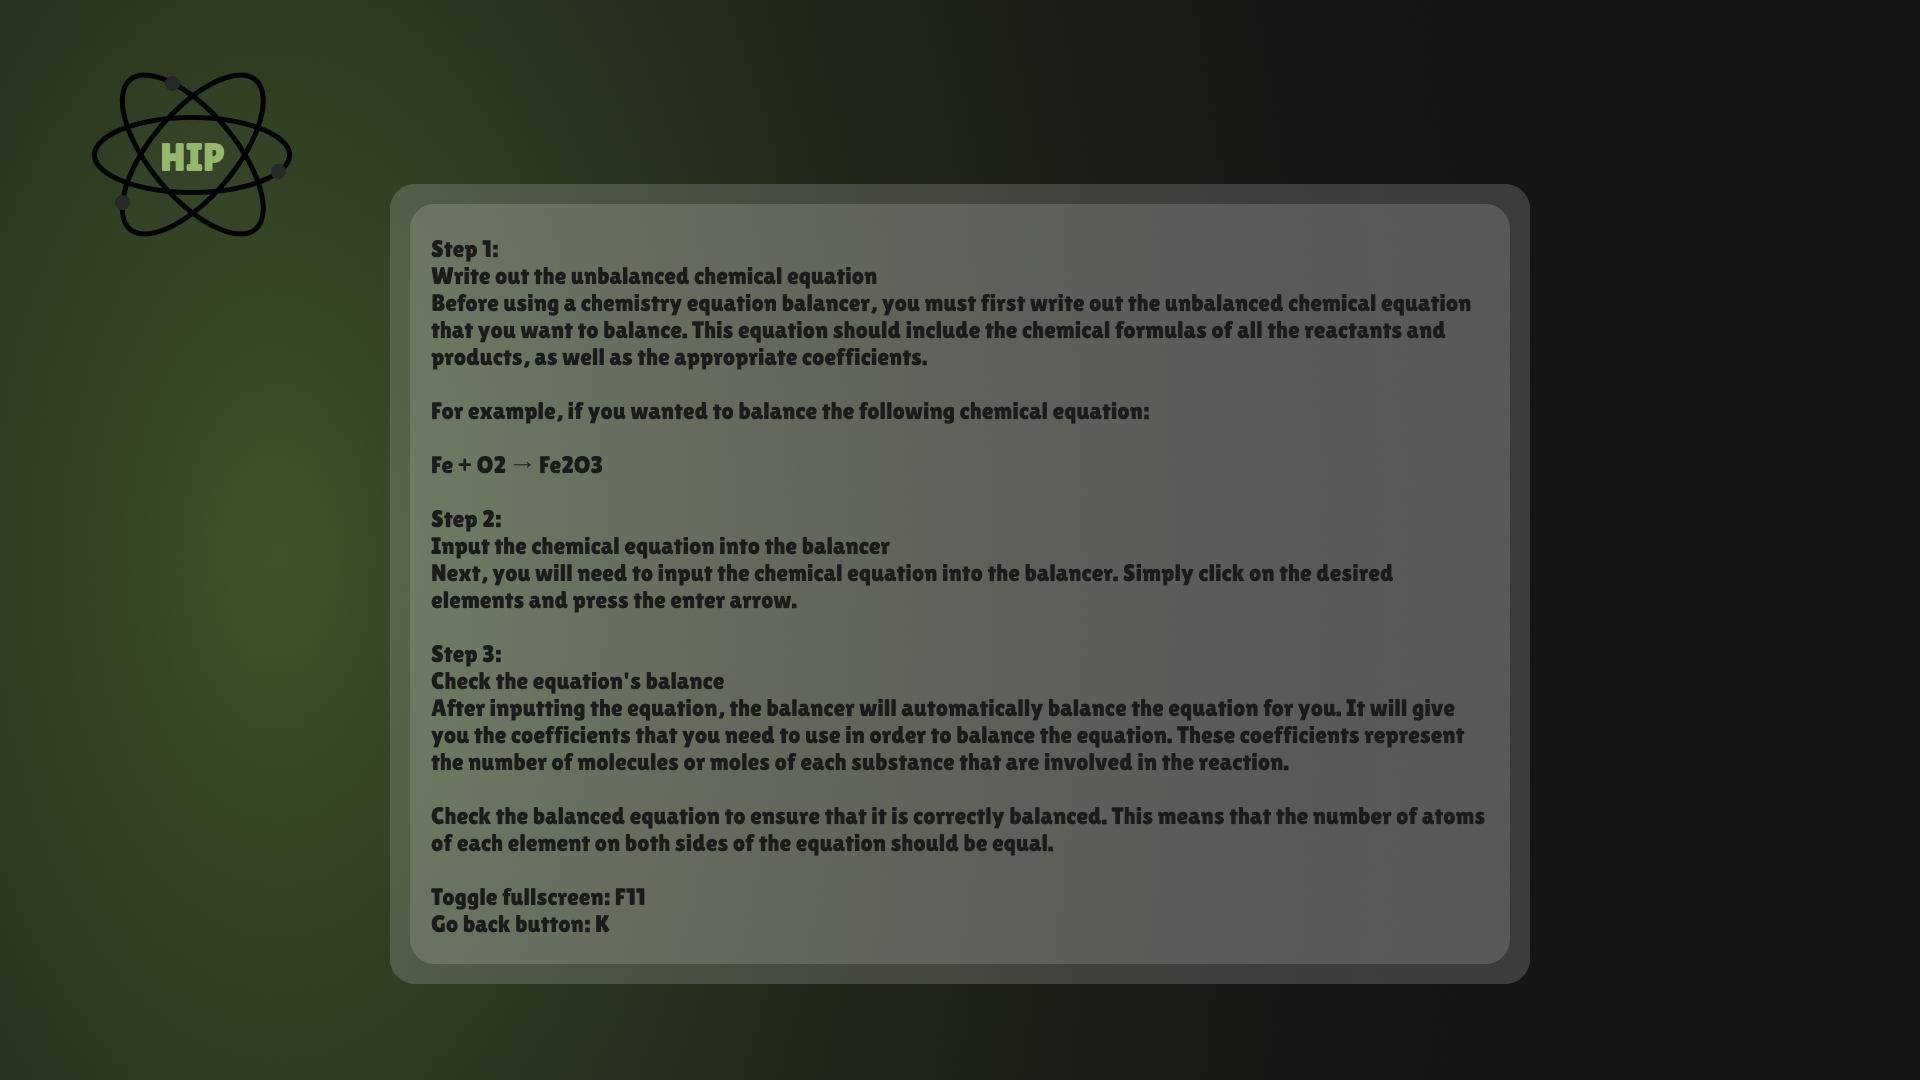 HIP
Step 1:
Write out the unbalanced chemical equation
Before using a chemistry equation balancer, you must first write out the unbalanced chemical equation
that you want to balance. This equation should include the chemical formulas of all the reactants and
products, as well as the appropriate coefficients.
For example, if you wanted to balance the following chemical equation:
Fe + O2 → Fe2O3
Step 2:
Input the chemical equation into the balancer
Next, you will need to input the chemical equation into the balancer. Simply click on the desired
elements and press the enter arrow.
Step 3:
Check the equation's balance
After inputting the equation, the balancer will automatically balance the equation for you. It will give
you the coefficients that you need to use in order to balance the equation. These coefficients represent
the number of molecules or moles of each substance that are involved in the reaction.
Check the balanced equation to ensure that it is correctly balanced. This means that the number of atoms
of each element on both sides of the equation should be equal.
Toggle fullscreen: F11
Go back button: K